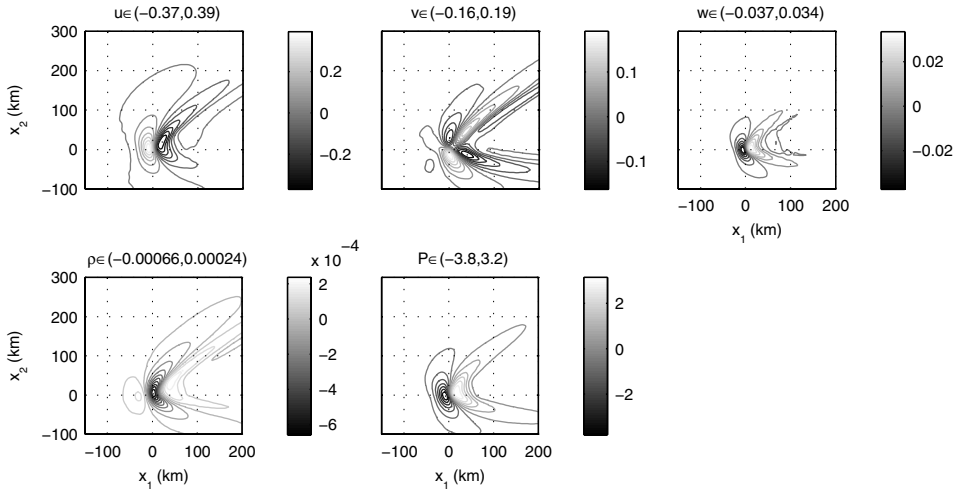 u∈(−0.37,0.39)
v∈(−0.16,0.19)
w∈(−0.037,0.034)
300
200
100
0
−100
x₂ (km)
0.2
0
−0.2
0.1
0
−0.1
−100 0 100 200
x₁ (km)
0.02
0
−0.02
ρ∈(−0.00066,0.00024)
x 10⁻⁴
P∈(−3.8,3.2)
300
200
100
0
−100
x₂ (km)
−100 0 100 200
x₁ (km)
2
0
−2
−4
−6
−100 0 100 200
x₁ (km)
2
0
−2